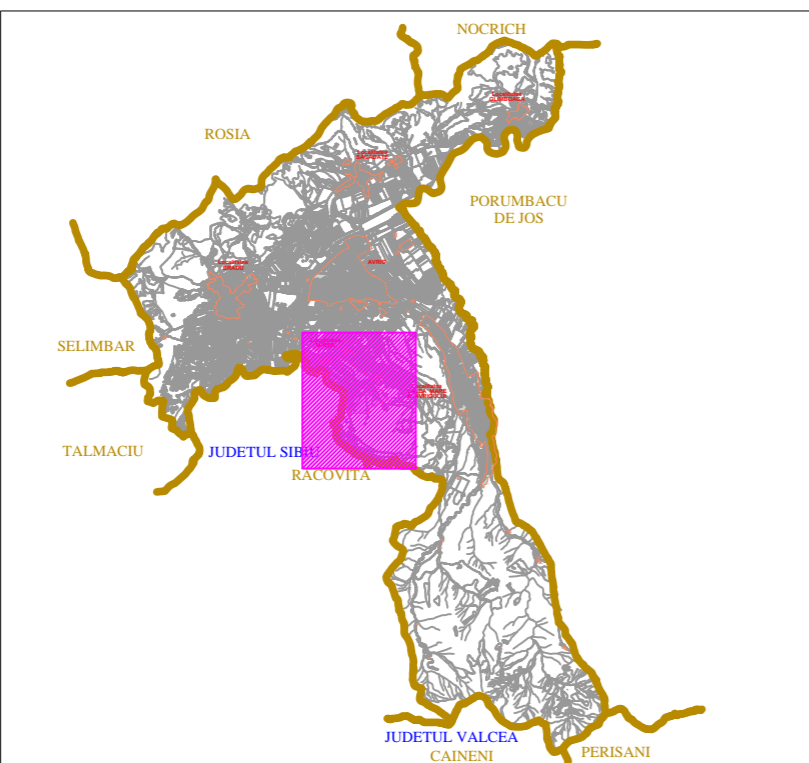 NOCRICH
ROSIA
PORUMBACU
DE JOS
AVRIG
SELIMBAR
TALMACIU
JUDETUL SIBIU
RACOVITA
JUDETUL VALCEA
CAINENI
PERISANI